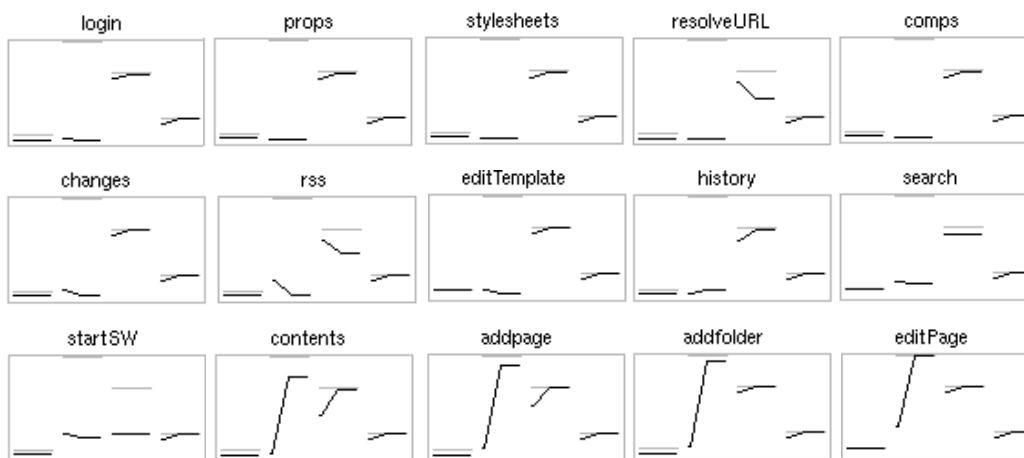 login props stylesheets resolveURL comps
changes rss editTemplate history search
startSW contents addpage addfolder editPage